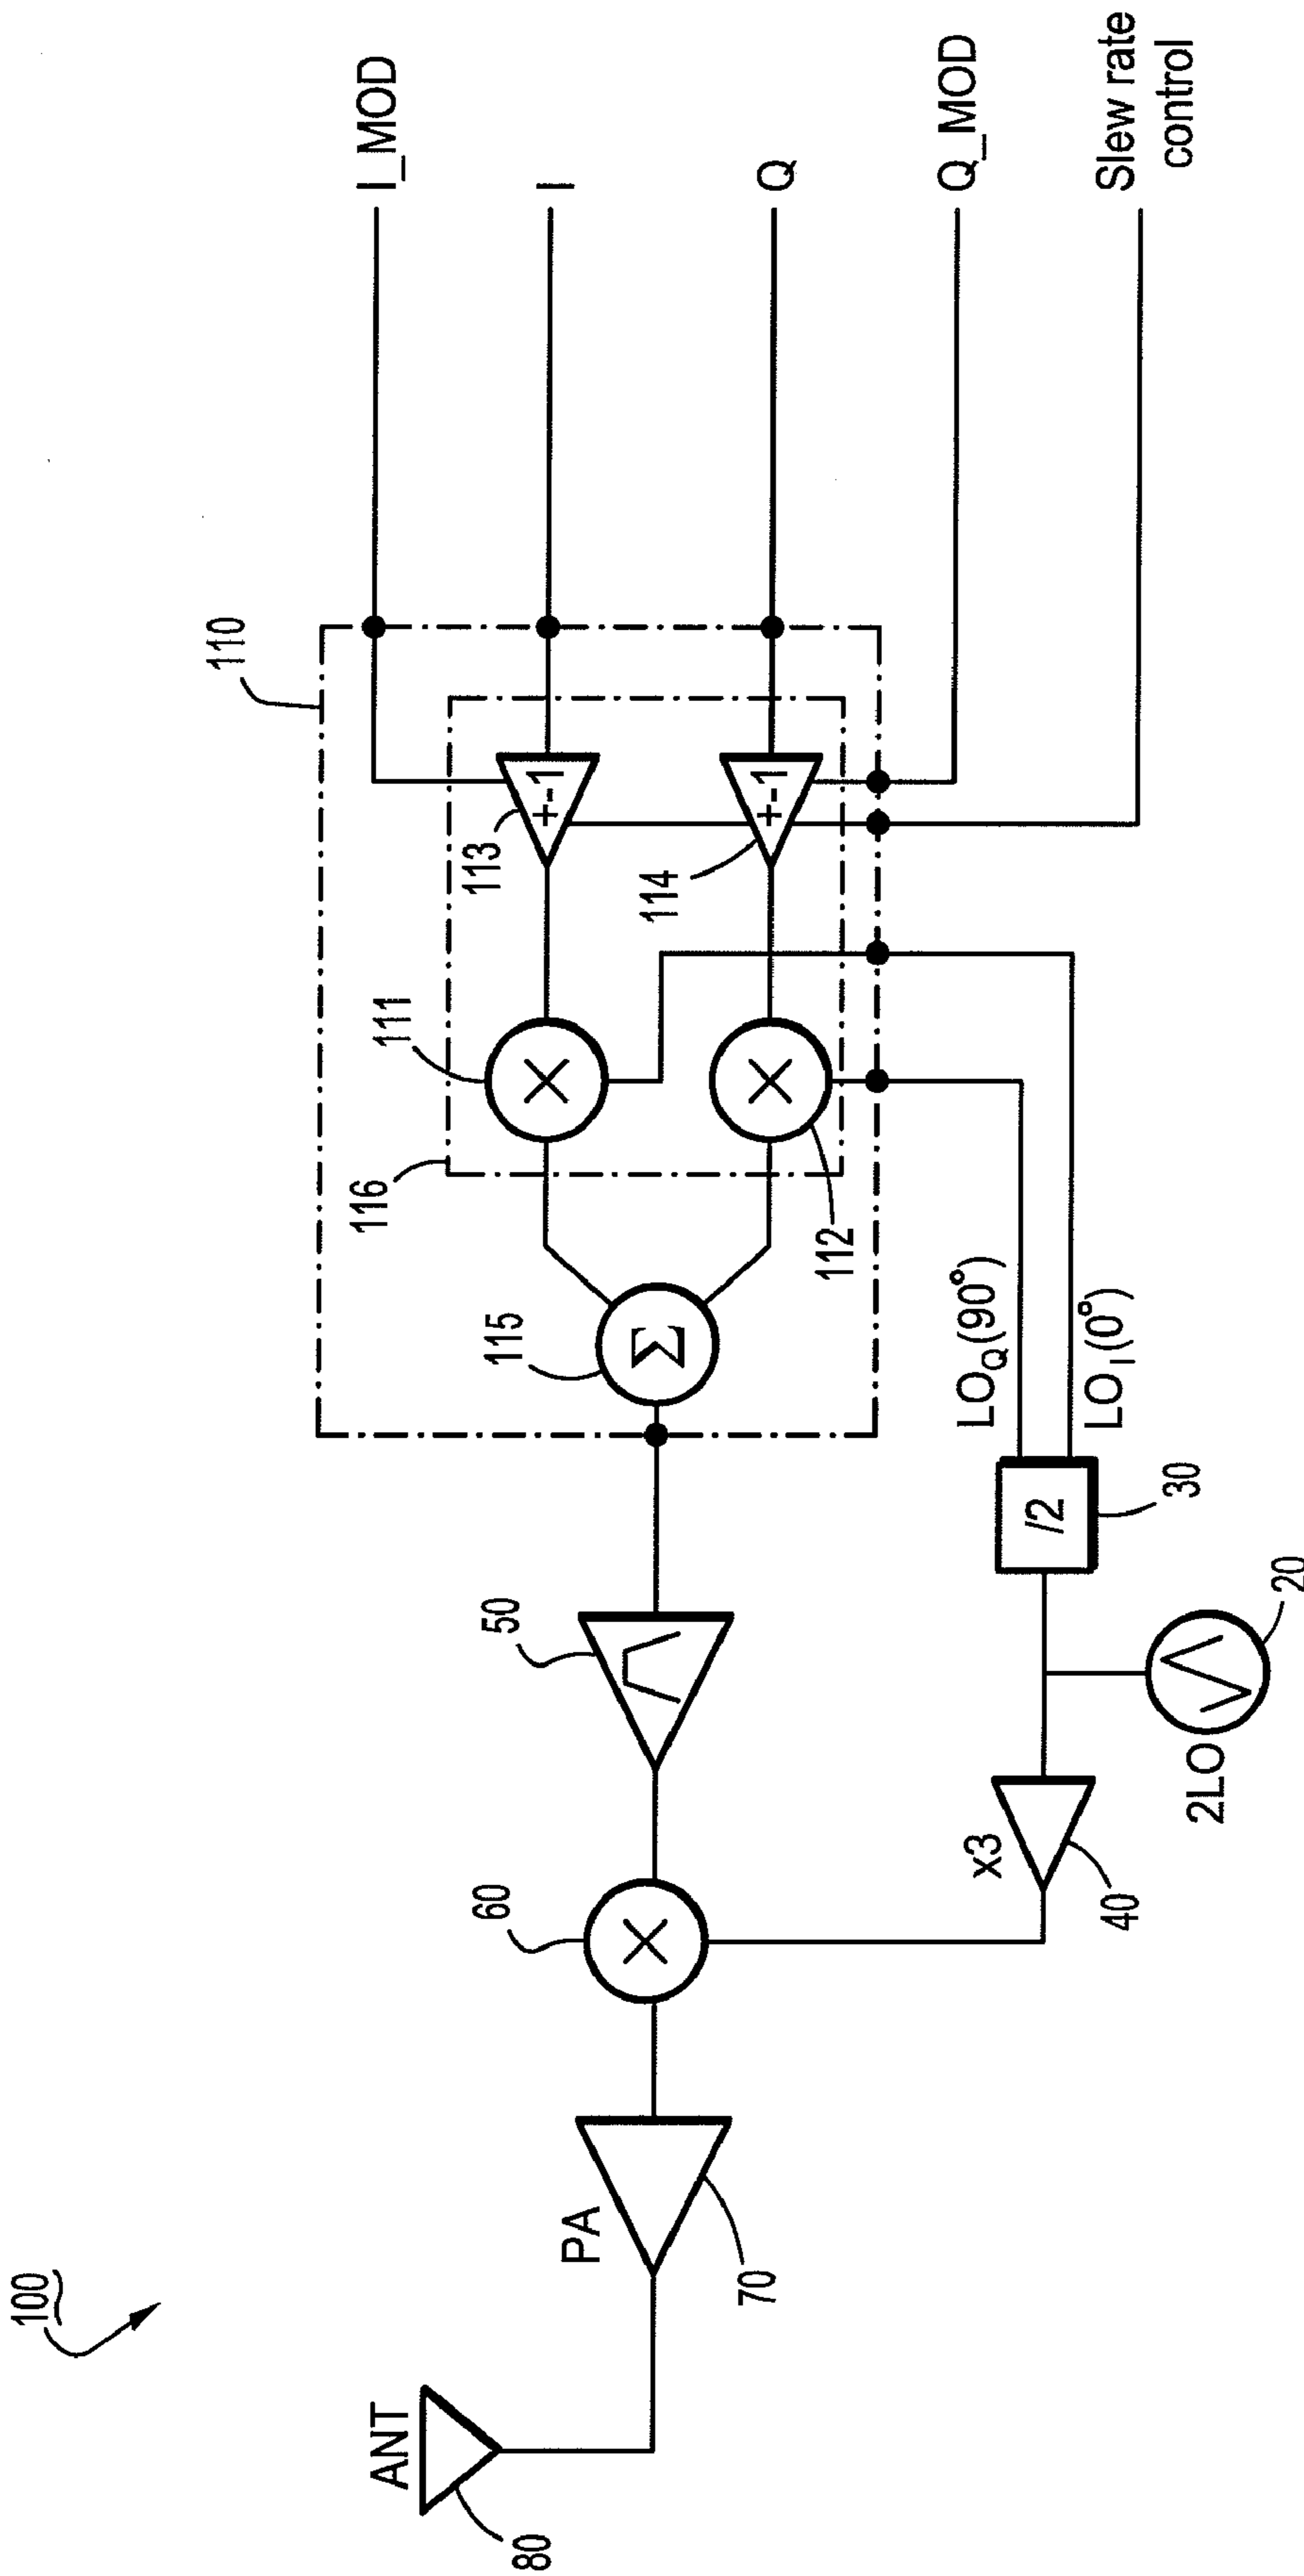 100
ANT
80
PA
70
60
x3
40
50
2LO
20
/2
30
LOQ(90°)
LOI(0°)
110
115
Σ
116
111
112
113
+-1
114
+-1
I_MOD
I
Q
Q_MOD
Slew rate
control